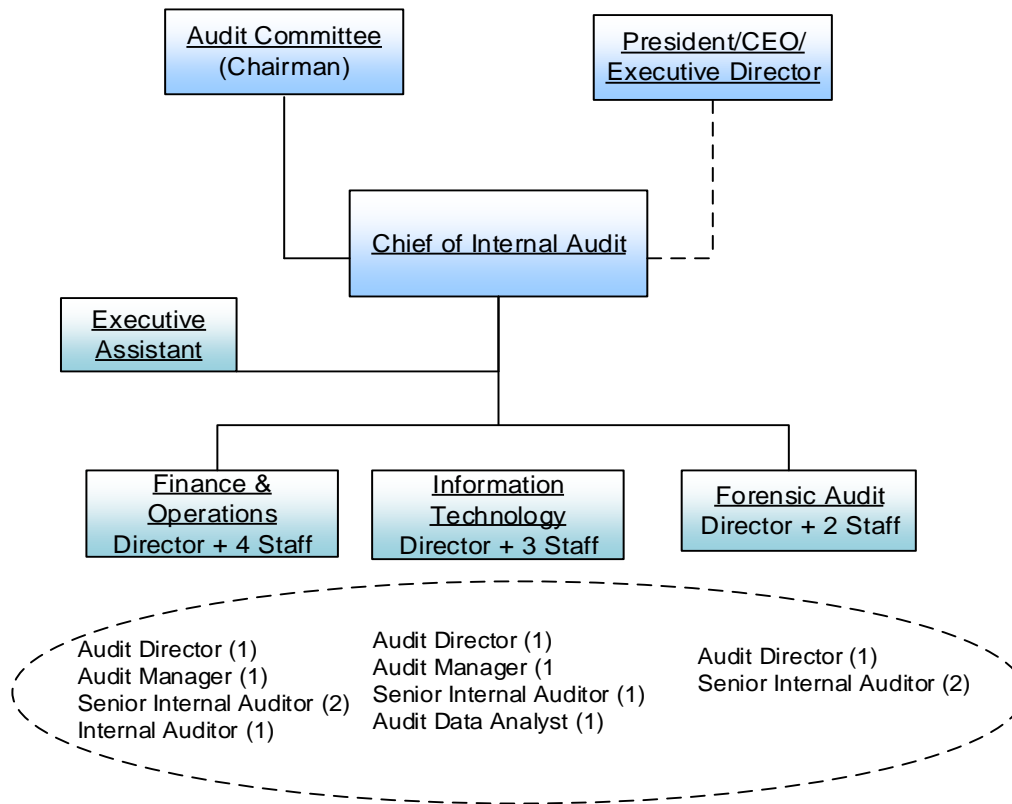 Audit Committee
(Chairman)
President/CEO/
Executive Director
Chief of Internal Audit
Executive
Assistant
Finance &
Operations
Director + 4 Staff
Information
Technology
Director + 3 Staff
Forensic Audit
Director + 2 Staff
Audit Director (1)
Audit Manager (1)
Senior Internal Auditor (2)
Internal Auditor (1)
Audit Director (1)
Audit Manager (1
Senior Internal Auditor (1)
Audit Data Analyst (1)
Audit Director (1)
Senior Internal Auditor (2)